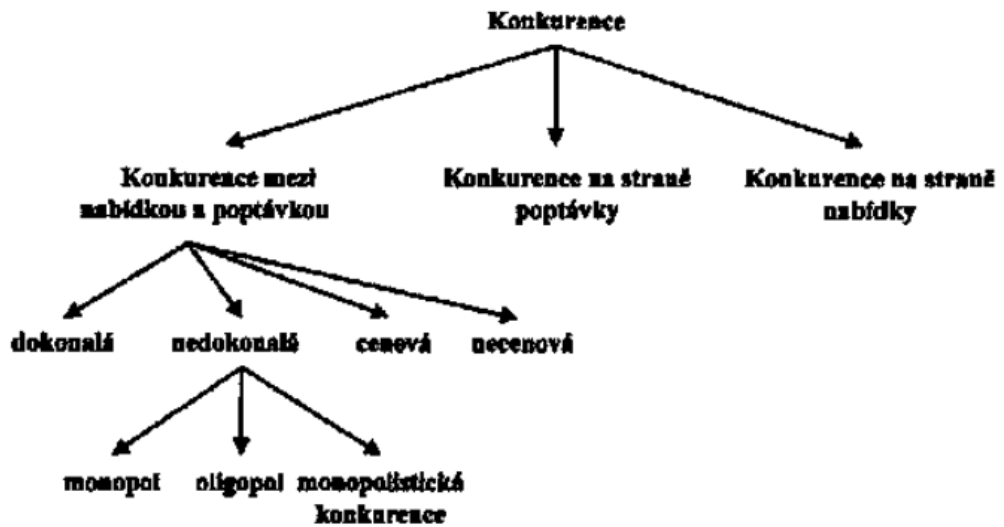 Konkurence
Konkurence mezi
nabídkou a poptávkou
Konkurence na straně
poptávky
Konkurence na straně
nabídky
dokonalá
nedokonalá
cenová
necenová
monopol
oligopol
monopolistická
konkurence